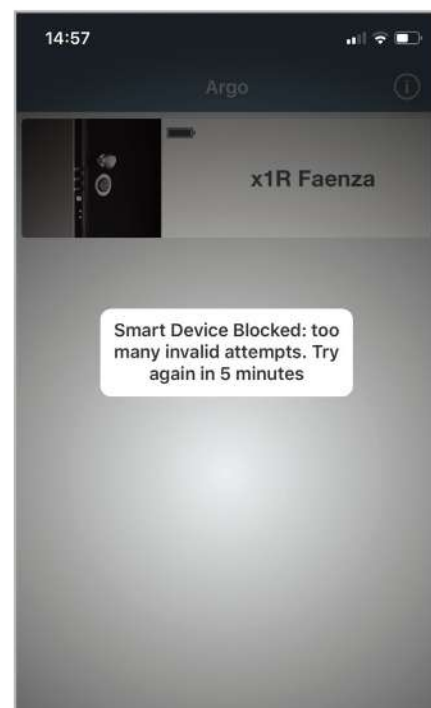 14:57
Argo
x1R Faenza
Smart Device Blocked: too
many invalid attempts. Try
again in 5 minutes